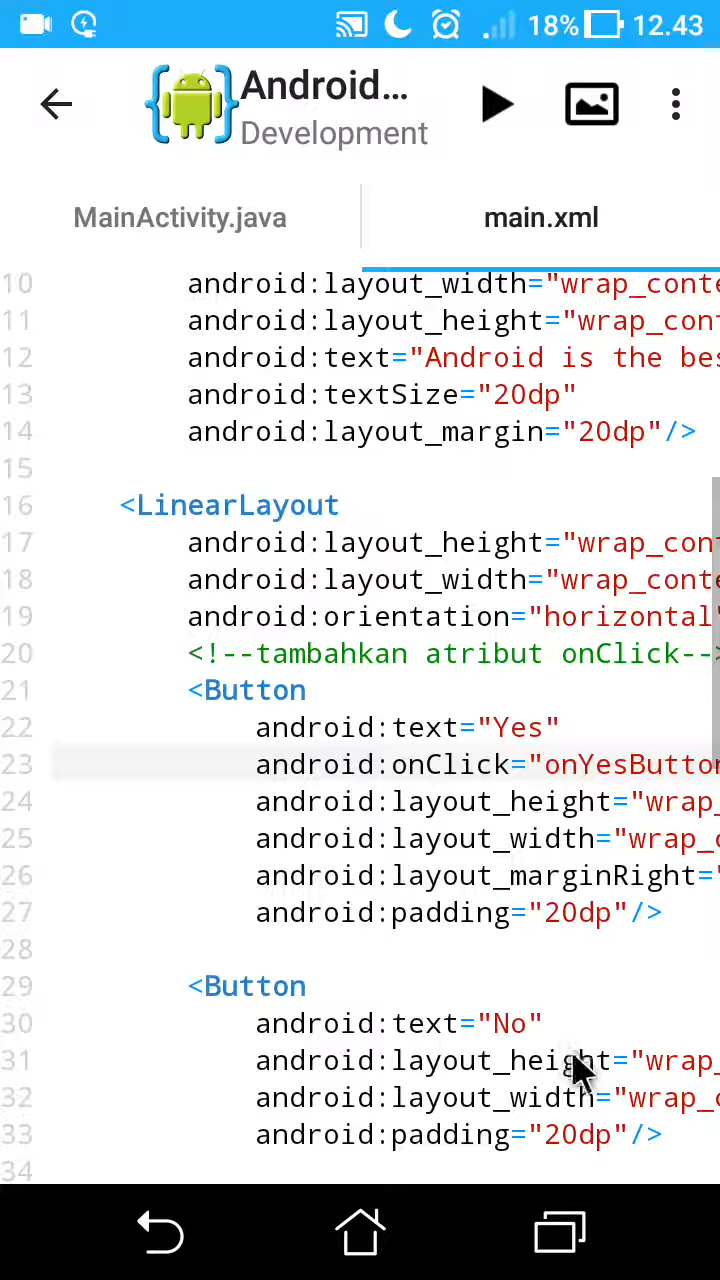 18% 12.43
Android...
Development
MainActivity.java main.xml
10 android:layout_width="wrap_conte
11 android:layout_height="wrap_con
12 android:text="Android is the bes
13 android:textSize="20dp"
14 android:layout_margin="20dp"/>
15
16 <LinearLayout
17 android:layout_height="wrap_con
18 android:layout_width="wrap_conte
19 android:orientation="horizontal"
20 <!--tambahkan atribut onClick-->
21 <Button
22 android:text="Yes"
23 android:onClick="onYesButton
24 android:layout_height="wrap_
25 android:layout_width="wrap_c
26 android:layout_marginRight="
27 android:padding="20dp"/>
28
29 <Button
30 android:text="No"
31 android:layout_height="wrap_
32 android:layout_width="wrap_c
33 android:padding="20dp"/>
34